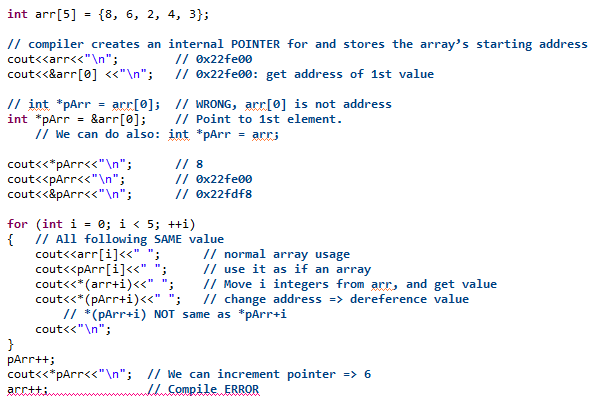 int arr[5] = {8, 6, 2, 4, 3};
// compiler creates an internal POINTER for and stores the array’s starting address
cout<<arr<<"\n"; // 0x22fe00
cout<<&arr[0] <<"\n"; // 0x22fe00: get address of 1st value
// int *pArr = arr[0]; // WRONG, arr[0] is not address
int *pArr = &arr[0]; // Point to 1st element.
// We can do also: int *pArr = arr;
cout<<*pArr<<"\n"; // 8
cout<<pArr<<"\n"; // 0x22fe00
cout<<&pArr<<"\n"; // 0x22fdf8
for (int i = 0; i < 5; ++i)
{ // All following SAME value
cout<<arr[i]<<" "; // normal array usage
cout<<pArr[i]<<" "; // use it as if an array
cout<<*(arr+i)<<" "; // Move i integers from arr, and get value
cout<<*(pArr+i)<<" "; // change address => dereference value
// *(pArr+i) NOT same as *pArr+i
cout<<"\n";
}
pArr++;
cout<<*pArr<<"\n"; // We can increment pointer => 6
arr++; // Compile ERROR